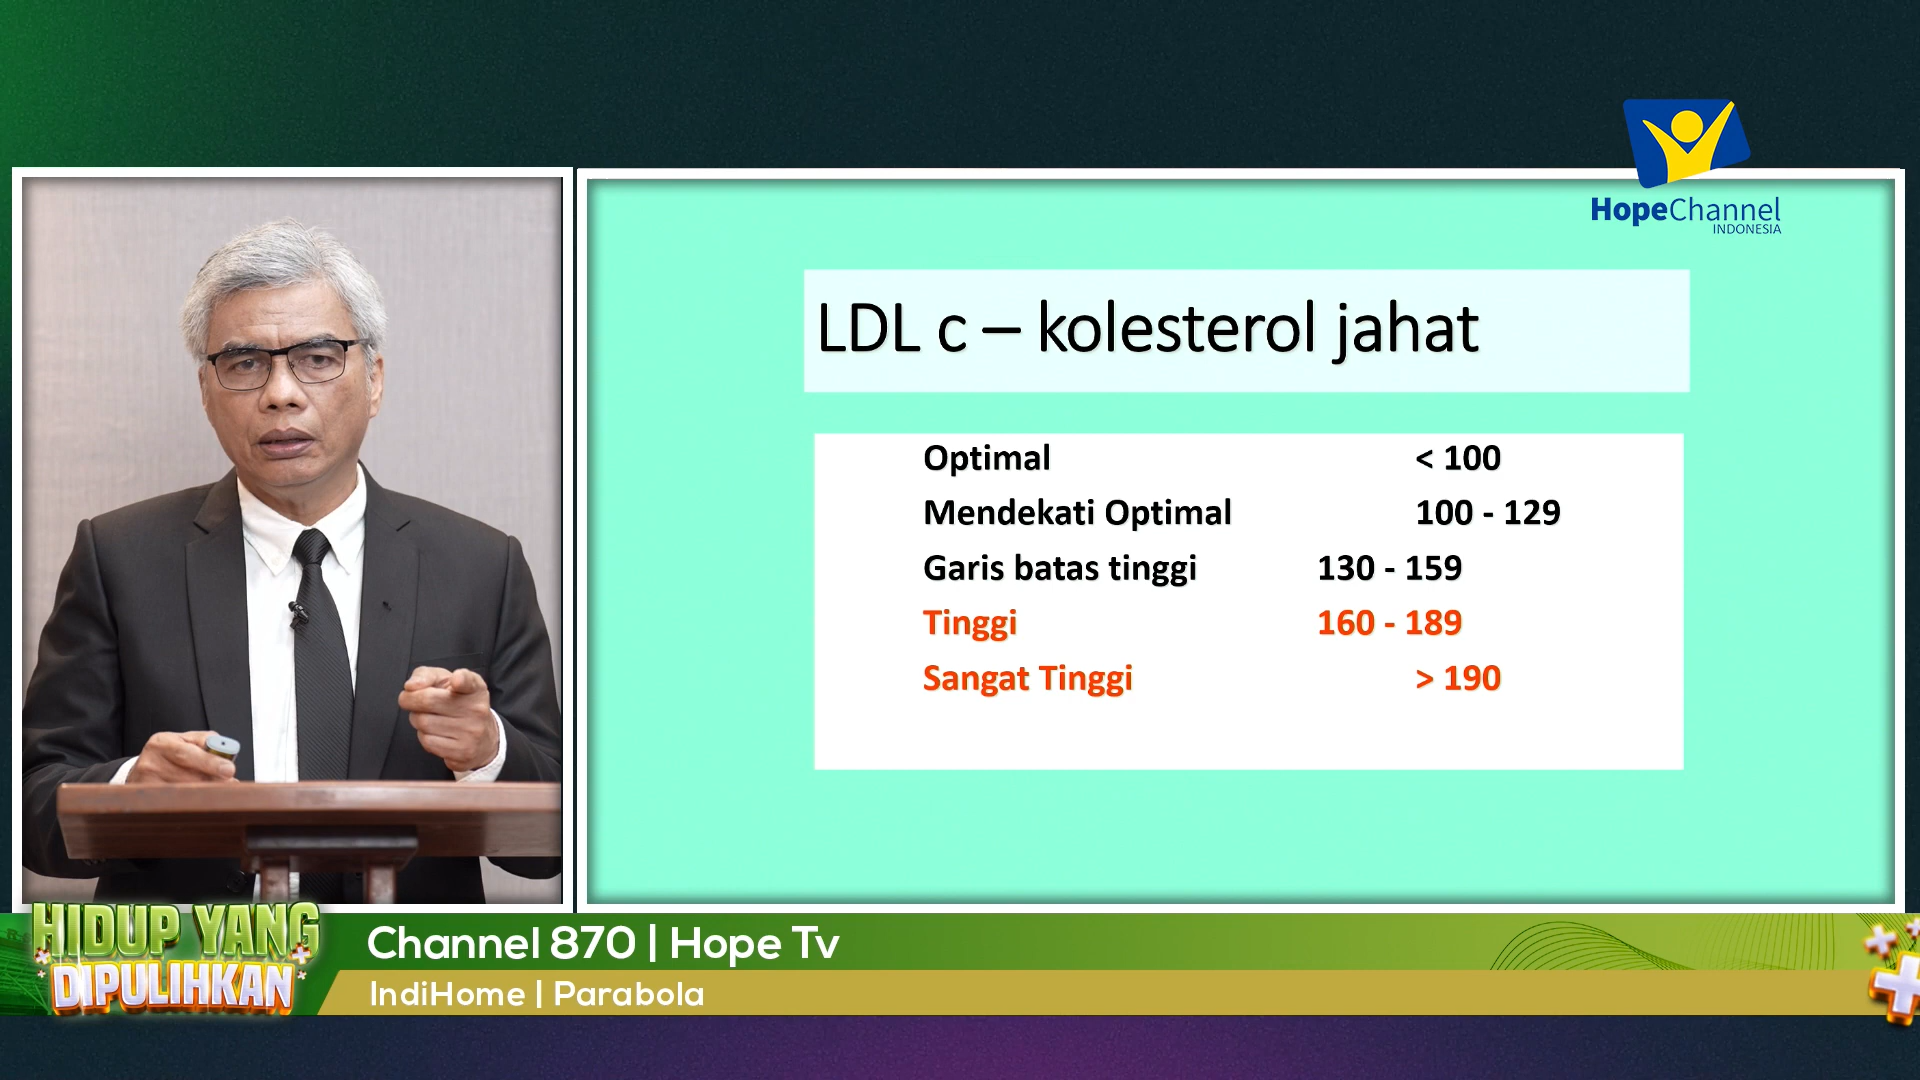 HopeChannel
INDONESIA
LDL c – kolesterol jahat
Optimal < 100
Mendekati Optimal 100 - 129
Garis batas tinggi 130 - 159
Tinggi 160 - 189
Sangat Tinggi > 190
HIDUP YANG
DIPULIHKAN
Channel 870 | Hope Tv
IndiHome | Parabola